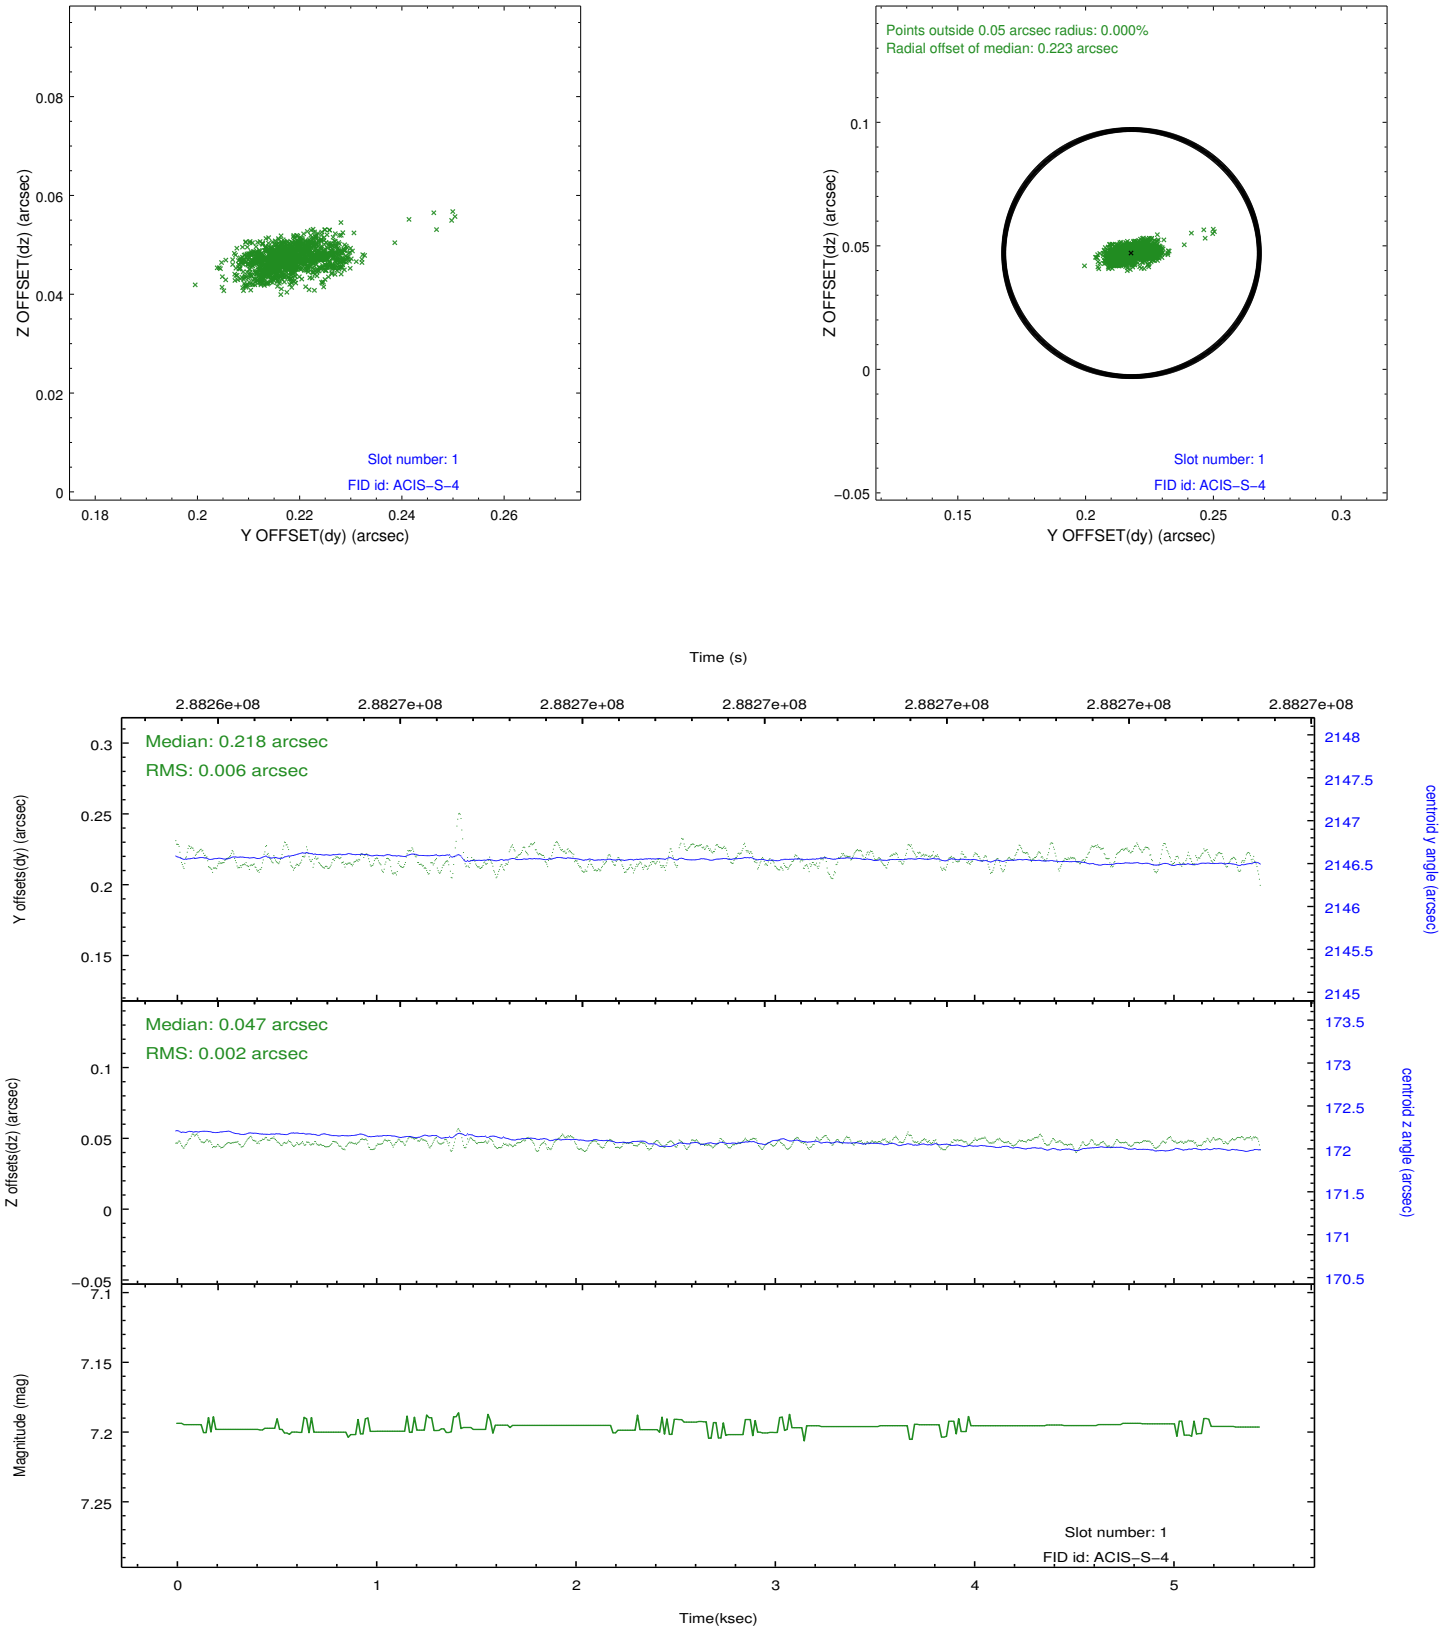 0.08
0.06
0.04
0.02
0
Z OFFSET(dz) (arcsec)
Slot number: 1
FID id: ACIS−S−4
0.18 0.2 0.22 0.24 0.26
Y OFFSET(dy) (arcsec)
Points outside 0.05 arcsec radius: 0.000%
Radial offset of median: 0.223 arcsec
0.1
0.05
0
−0.05
Z OFFSET(dz) (arcsec)
Slot number: 1
FID id: ACIS−S−4
0.15 0.2 0.25 0.3
Y OFFSET(dy) (arcsec)
Time (s)
2.8826e+08 2.8827e+08 2.8827e+08 2.8827e+08 2.8827e+08 2.8827e+08 2.8827e+08
Median: 0.218 arcsec
RMS: 0.006 arcsec
0.3
0.25
0.2
0.15
Y offsets(dy) (arcsec)
2148
2147.5
2147
2146.5
2146
2145.5
2145
centroid y angle (arcsec)
Median: 0.047 arcsec
RMS: 0.002 arcsec
0.1
0.05
0
−0.05
Z offsets(dz) (arcsec)
173.5
173
172.5
172
171.5
171
170.5
centroid z angle (arcsec)
7.1
7.15
7.2
7.25
Magnitude (mag)
Slot number: 1
FID id: ACIS−S−4
0 1 2 3 4 5
Time(ksec)